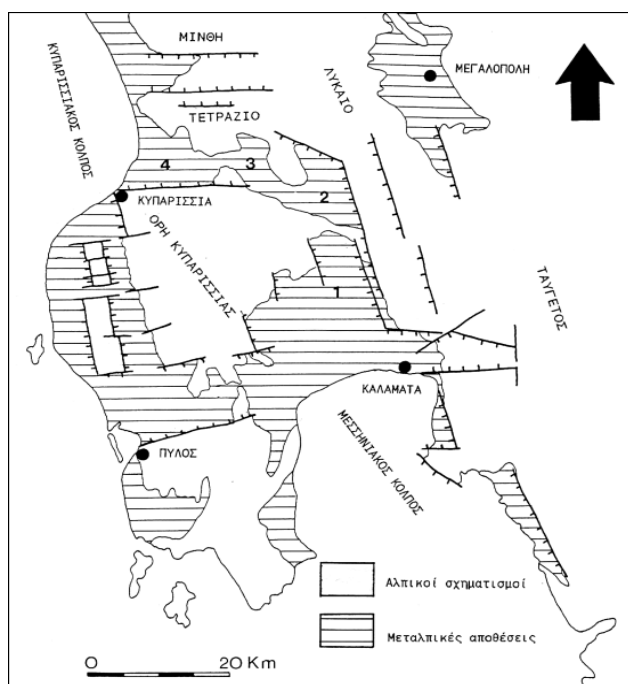 ΜΙΝΘΗ
ΚΥΠΑΡΙΣΣΙΑΚΟΣ ΚΟΛΠΟΣ
ΛΥΚΑΙΟ
ΜΕΓΑΛΟΠΟΛΗ
ΤΕΤΡΑΖΙΟ
4
3
2
ΚΥΠΑΡΙΣΣΙΑ
ΟΡΗ ΚΥΠΑΡΙΣΣΙΑΣ
1
ΤΑΥΓΕΤΟΣ
ΚΑΛΑΜΑΤΑ
ΜΕΣΣΗΝΙΑΚΟΣ ΚΟΛΠΟΣ
ΠΥΛΟΣ
Αλπικοί σχηματισμοί
Μεταλπικές αποθέσεις
0 20 Km